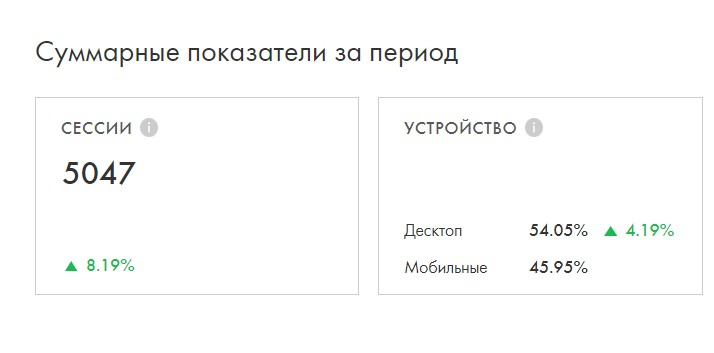 Суммарные показатели за период
СЕССИИ
5047
8.19%
УСТРОЙСТВО
Десктоп 54.05% 4.19%
Мобильные 45.95%